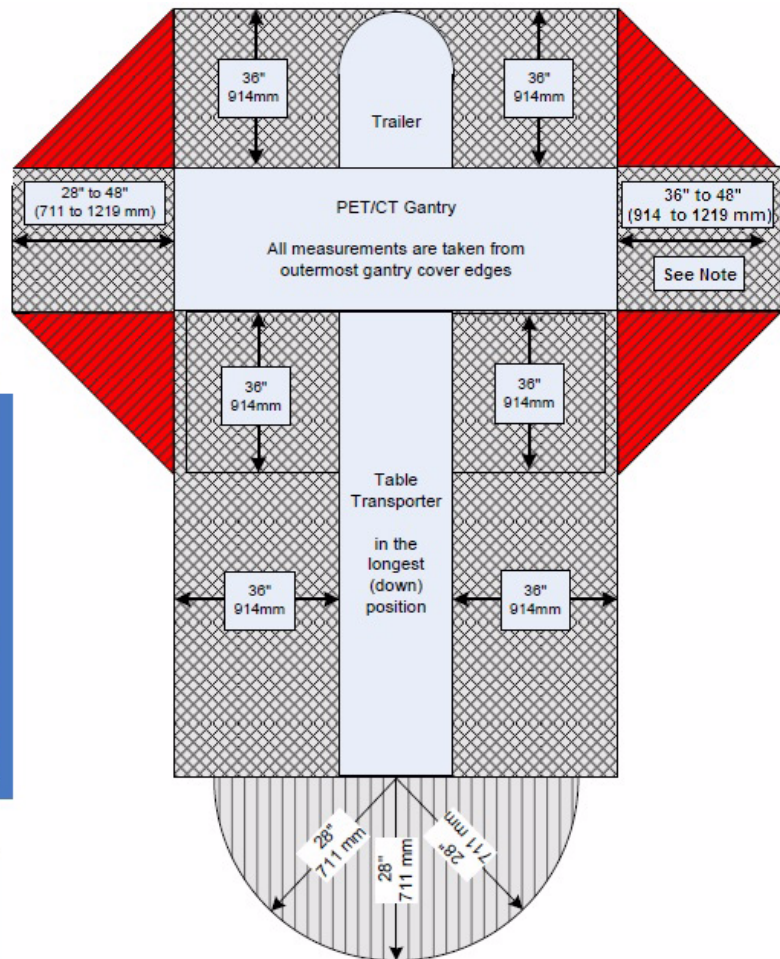 36"
914mm
36"
914mm
Trailer
28" to 48"
(711 to 1219 mm)
PET/CT Gantry
All measurements are taken from
outermost gantry cover edges
36" to 48"
(914 to 1219 mm)
See Note
36"
914mm
36"
914mm
Table
Transporter
in the
longest
(down)
position
36"
914mm
36"
914mm
28"
711 mm
28"
711 mm
28"
711 mm